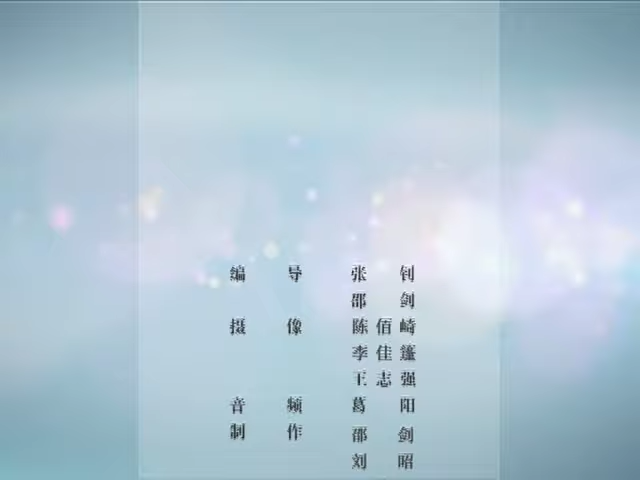 编导 张钊
邵剑
摄像 陈佰崎
李佳篷
王志强
音频 葛阳
制作 邵剑
刘昭